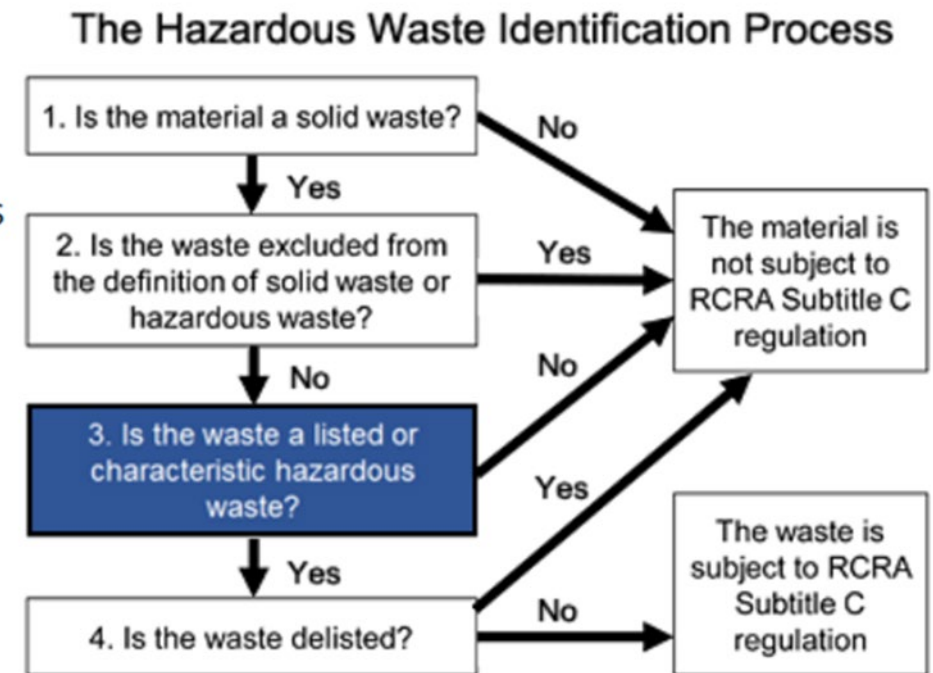 The Hazardous Waste Identification Process
1. Is the material a solid waste?
No
Yes
2. Is the waste excluded from
the definition of solid waste or
hazardous waste?
Yes
The material is
not subject to
RCRA Subtitle C
regulation
No
No
3. Is the waste a listed or
characteristic hazardous
waste?
Yes
Yes
4. Is the waste delisted?
No
The waste is
subject to RCRA
Subtitle C
regulation